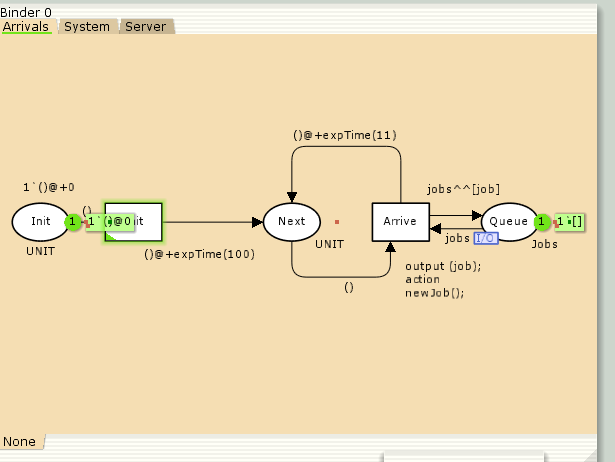 Binder 0
Arrivals System Server
()@+expTime(11)
1`()@+0
jobs^^[job]
()
Init 1 1`()@0 it Next Arrive Queue 1 1`[]
jobs I/O
UNIT UNIT Jobs
()@+expTime(100)
output (job);
action
()
newJob();
None